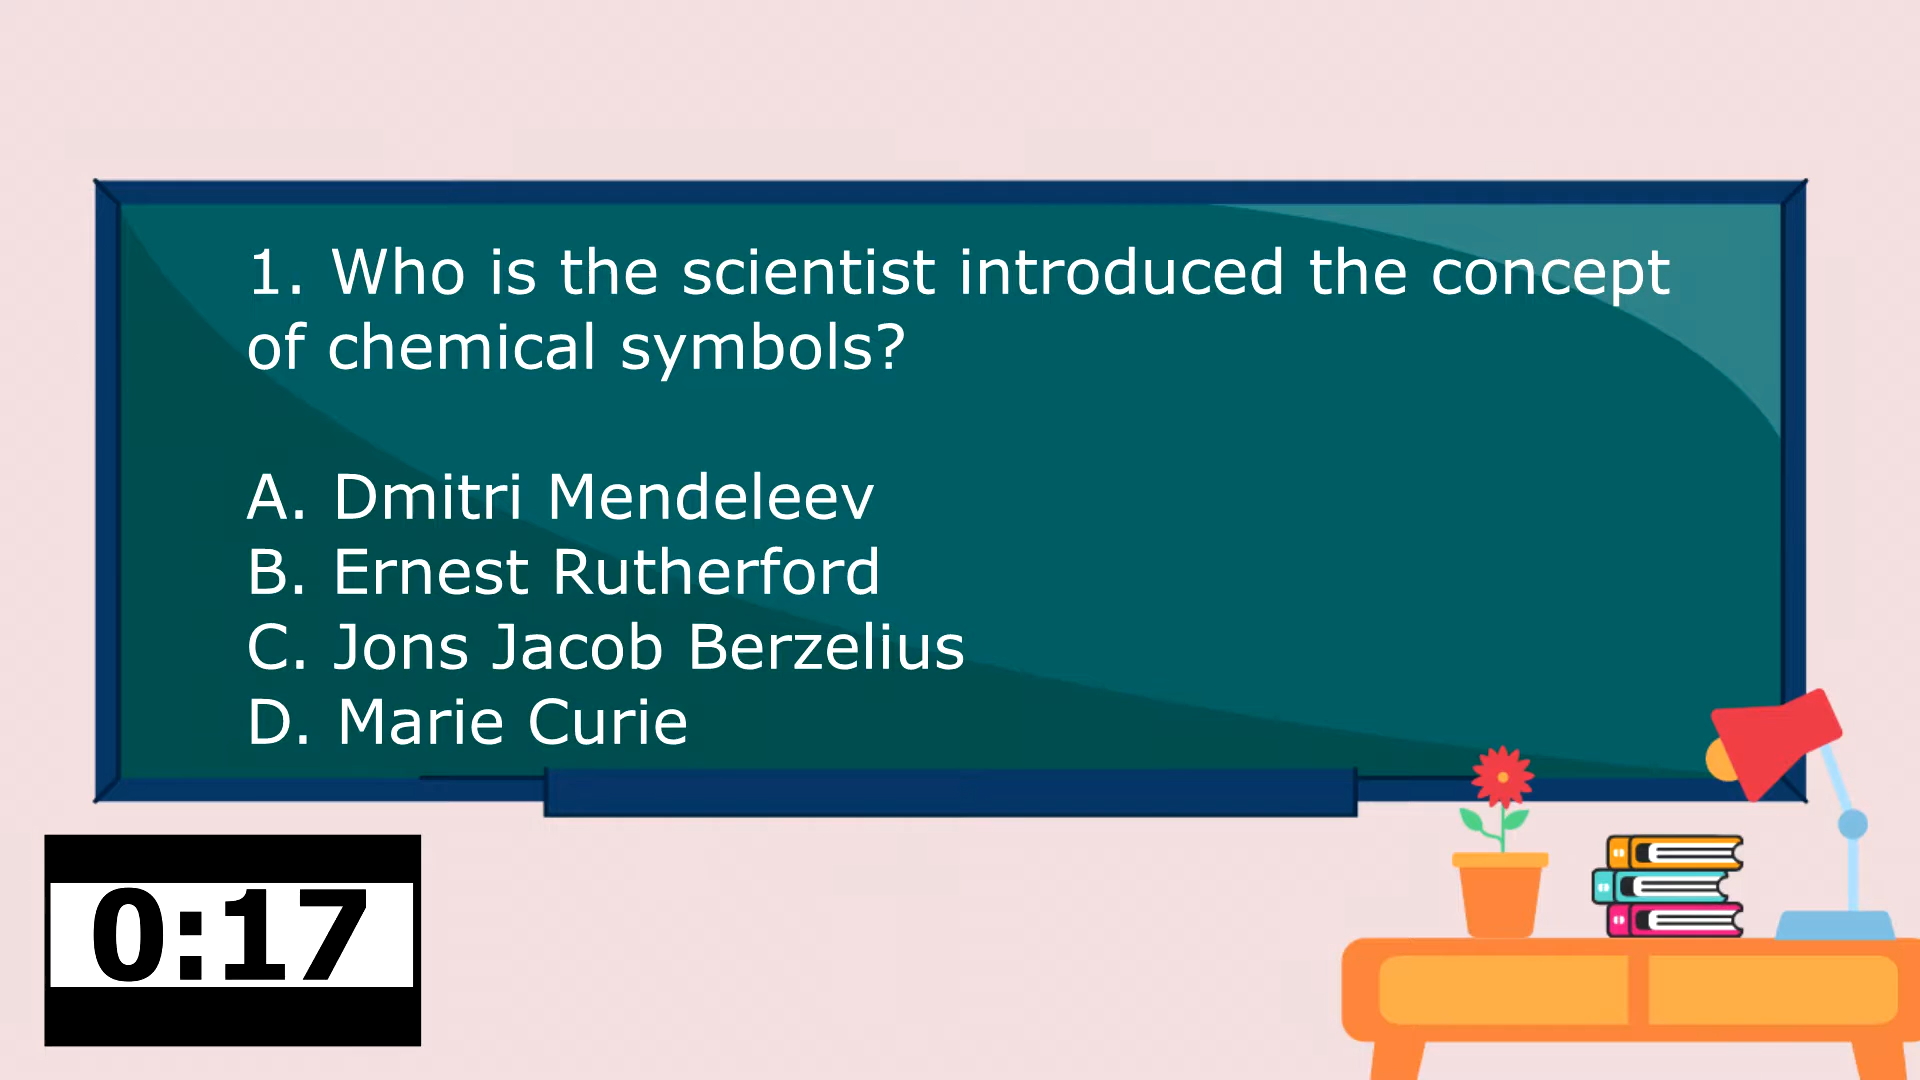 1. Who is the scientist introduced the concept
of chemical symbols?
A. Dmitri Mendeleev
B. Ernest Rutherford
C. Jons Jacob Berzelius
D. Marie Curie
0:17